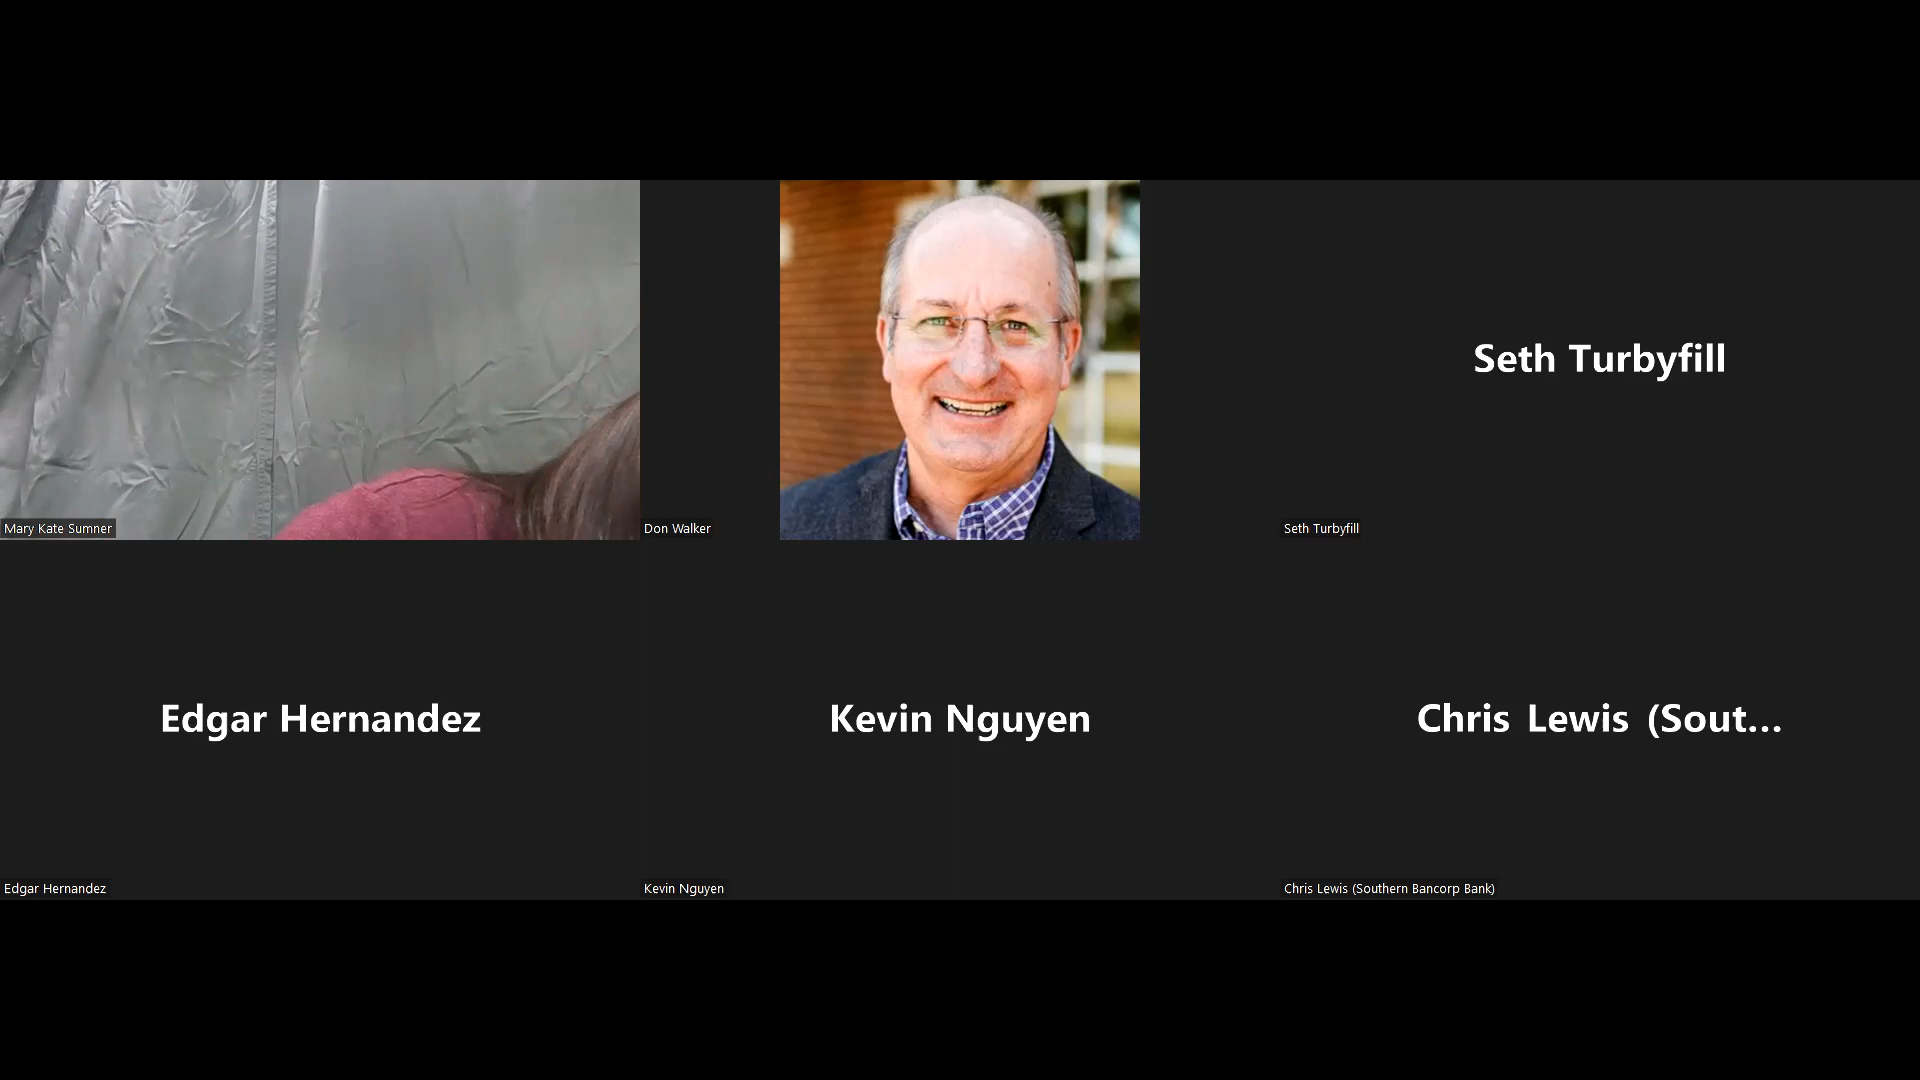 Seth Turbyfill
Mary Kate Sumner
Don Walker
Seth Turbyfill
Edgar Hernandez
Kevin Nguyen
Chris Lewis (Sout...
Edgar Hernandez
Kevin Nguyen
Chris Lewis (Southern Bancorp Bank)